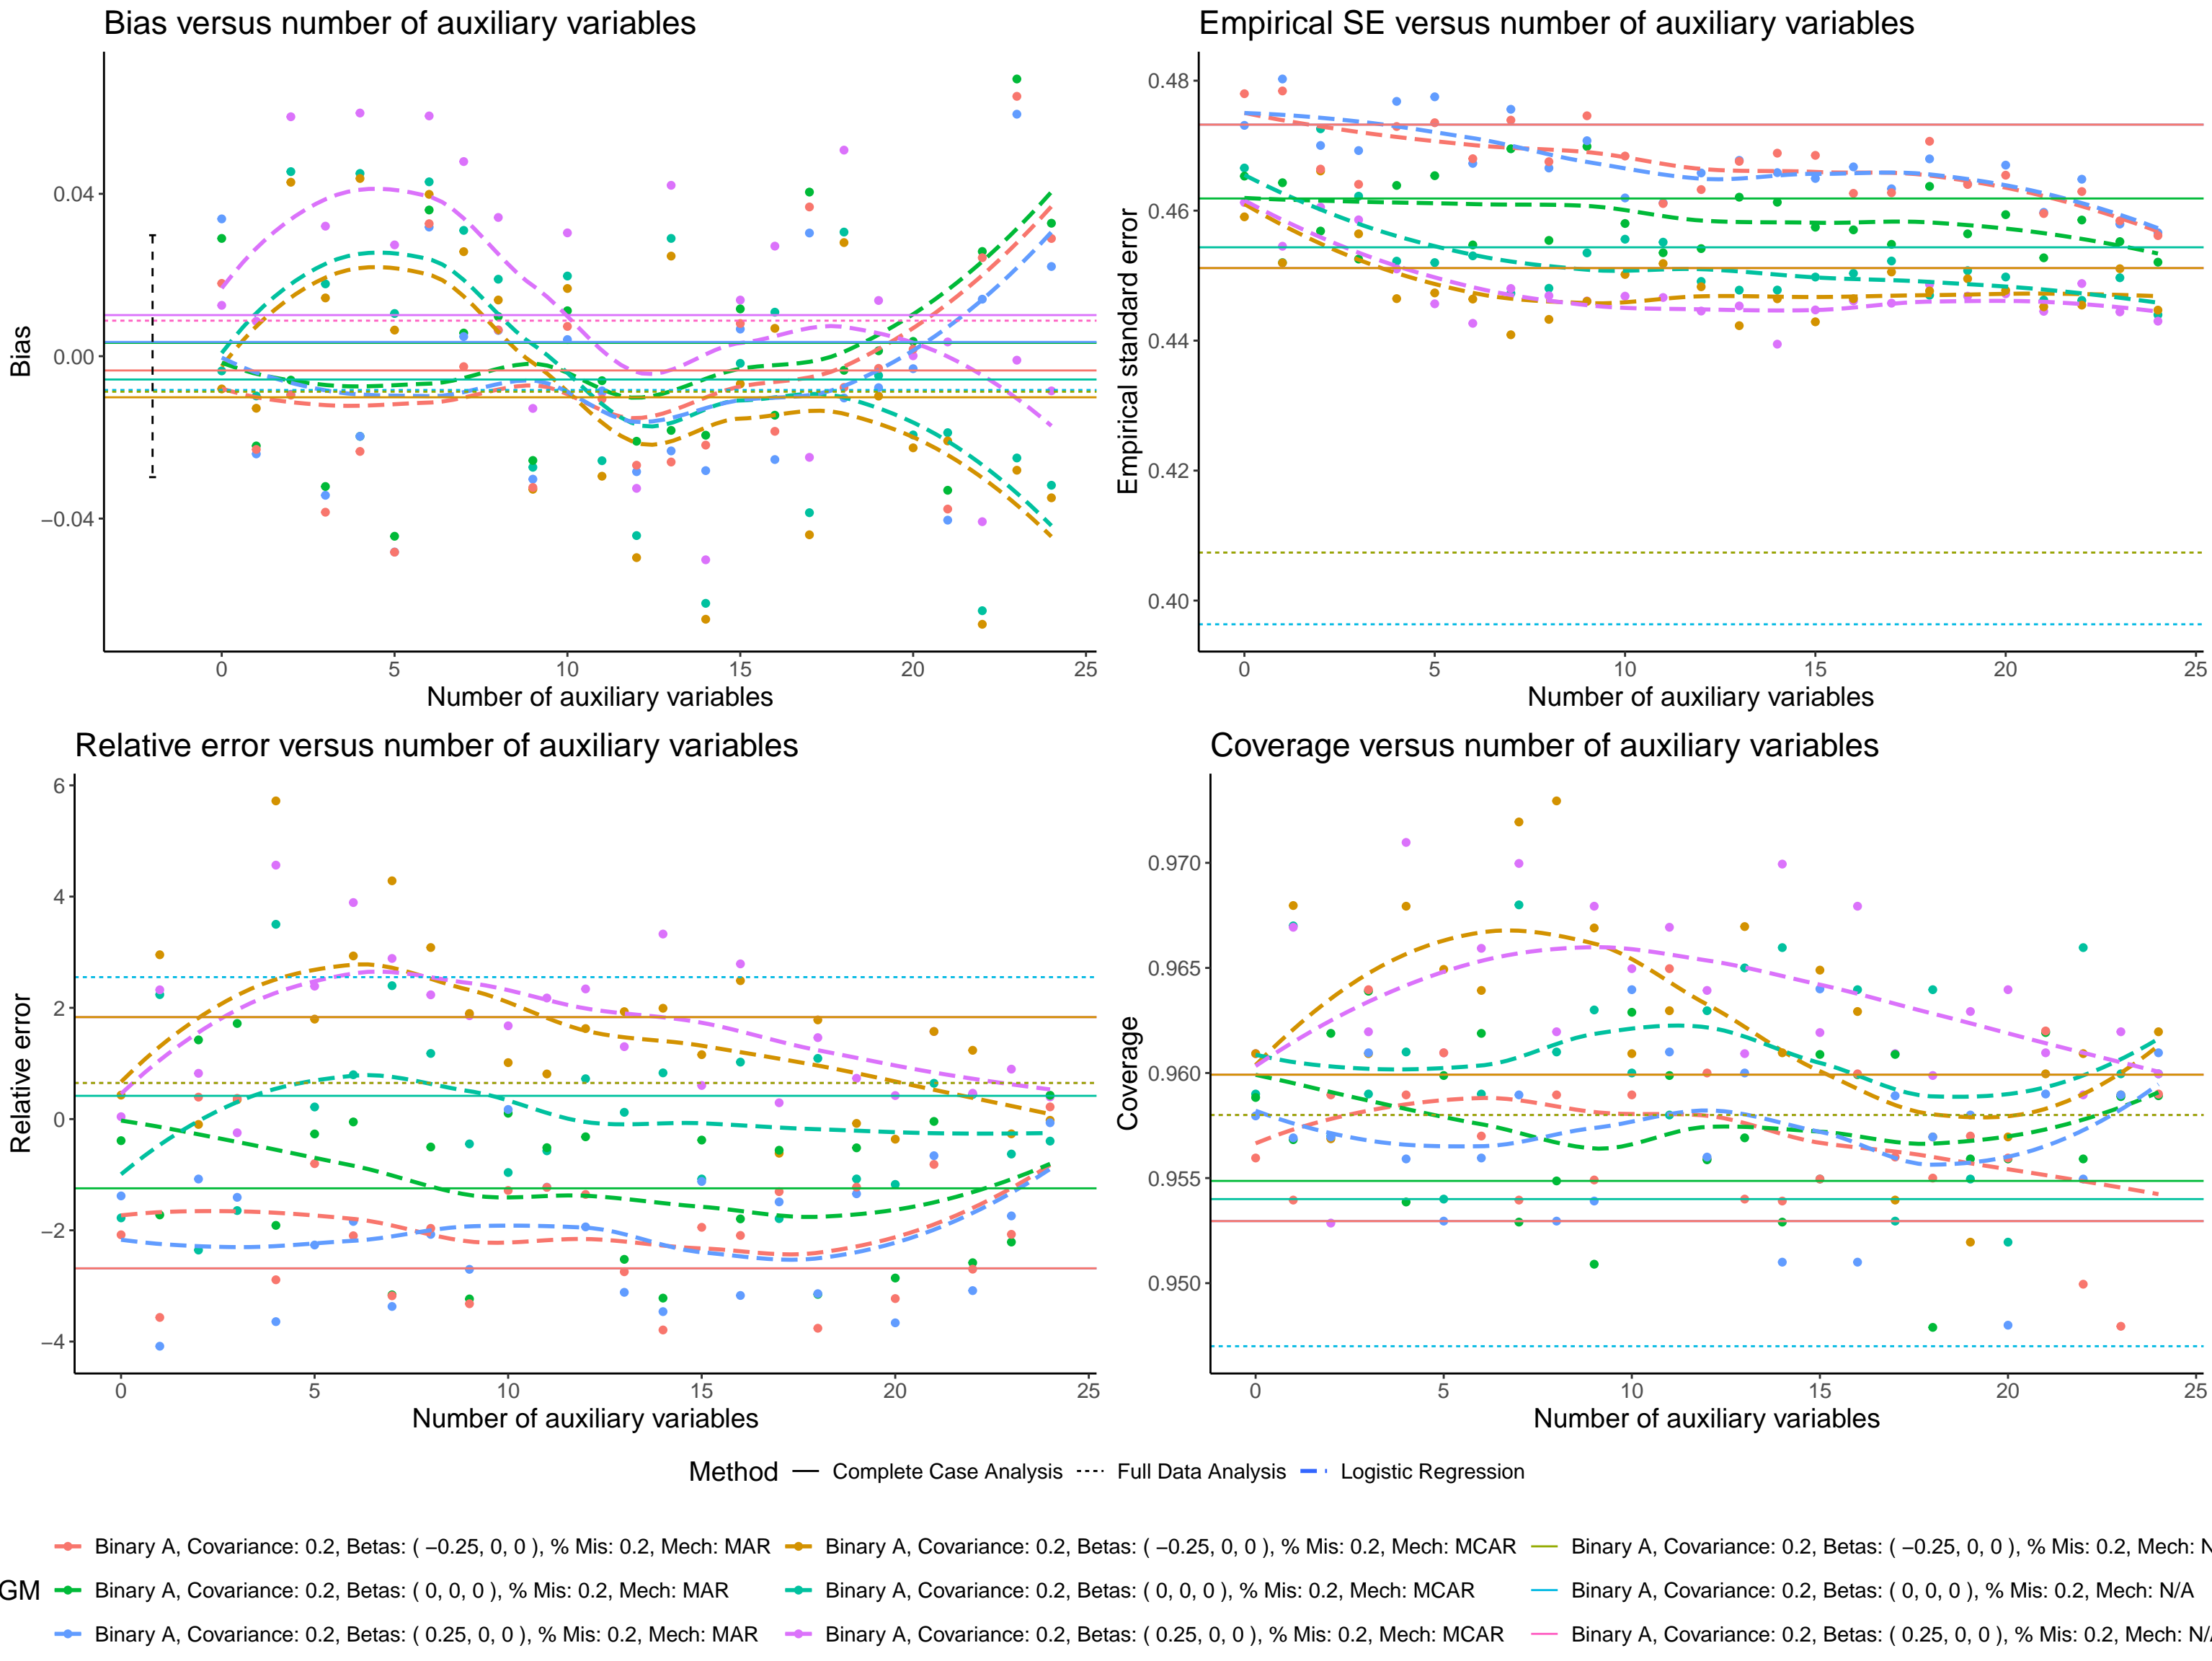 Bias versus number of auxiliary variables
Empirical SE versus number of auxiliary variables
Bias
0.04
0.00
−0.04
0 5 10 15 20 25
Number of auxiliary variables
Empirical standard error
0.48
0.46
0.44
0.42
0.40
0 5 10 15 20 25
Number of auxiliary variables
Relative error versus number of auxiliary variables
Coverage versus number of auxiliary variables
Relative error
6
4
2
0
−2
−4
0 5 10 15 20 25
Number of auxiliary variables
Coverage
0.970
0.965
0.960
0.955
0.950
0 5 10 15 20 25
Number of auxiliary variables
Method Complete Case Analysis Full Data Analysis Logistic Regression
GM
Binary A, Covariance: 0.2, Betas: ( −0.25, 0, 0 ), % Mis: 0.2, Mech: MAR
Binary A, Covariance: 0.2, Betas: ( 0, 0, 0 ), % Mis: 0.2, Mech: MAR
Binary A, Covariance: 0.2, Betas: ( 0.25, 0, 0 ), % Mis: 0.2, Mech: MAR
Binary A, Covariance: 0.2, Betas: ( −0.25, 0, 0 ), % Mis: 0.2, Mech: MCAR
Binary A, Covariance: 0.2, Betas: ( 0, 0, 0 ), % Mis: 0.2, Mech: MCAR
Binary A, Covariance: 0.2, Betas: ( 0.25, 0, 0 ), % Mis: 0.2, Mech: MCAR
Binary A, Covariance: 0.2, Betas: ( −0.25, 0, 0 ), % Mis: 0.2, Mech: N
Binary A, Covariance: 0.2, Betas: ( 0, 0, 0 ), % Mis: 0.2, Mech: N/A
Binary A, Covariance: 0.2, Betas: ( 0.25, 0, 0 ), % Mis: 0.2, Mech: N/